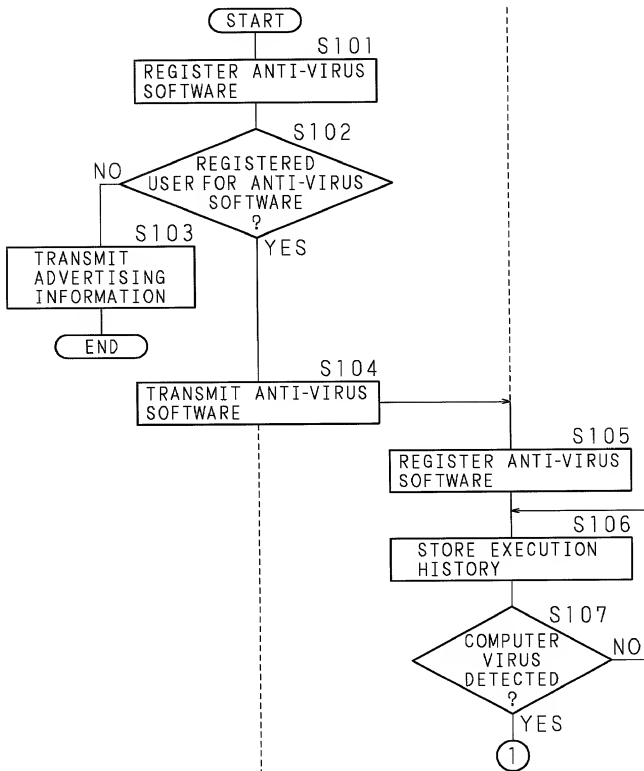 START
S101
REGISTER ANTI-VIRUS
SOFTWARE
S102
REGISTERED
USER FOR ANTI-VIRUS
SOFTWARE
?
NO
YES
S103
TRANSMIT
ADVERTISING
INFORMATION
END
S104
TRANSMIT ANTI-VIRUS
SOFTWARE
S105
REGISTER ANTI-VIRUS
SOFTWARE
S106
STORE EXECUTION
HISTORY
S107
COMPUTER
VIRUS
DETECTED
?
NO
YES
1